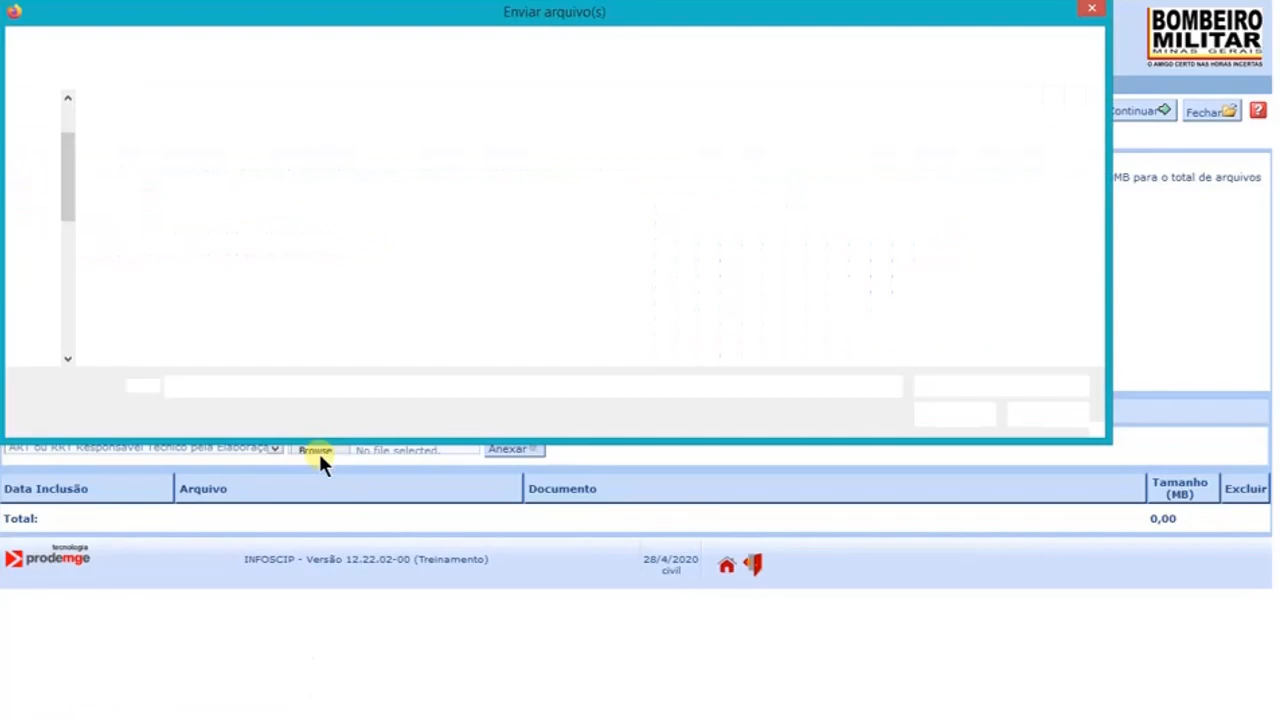 Enviar arquivo(s)
BOMBEIRO
MILITAR
MINAS GERAIS
O AMIGO CERTO NAS HORAS INCERTAS
Continuar
Fechar
?
MB para o total de arquivos
ART ou RRT Responsável Técnico pela Elaboraça
Browse
No file selected.
Anexar
Data Inclusão
Arquivo
Documento
Tamanho
(MB)
Excluir
Total:
0,00
tecnologia
prodemge
INFOSCIP - Versão 12.22.02-00 (Treinamento)
28/4/2020
civil